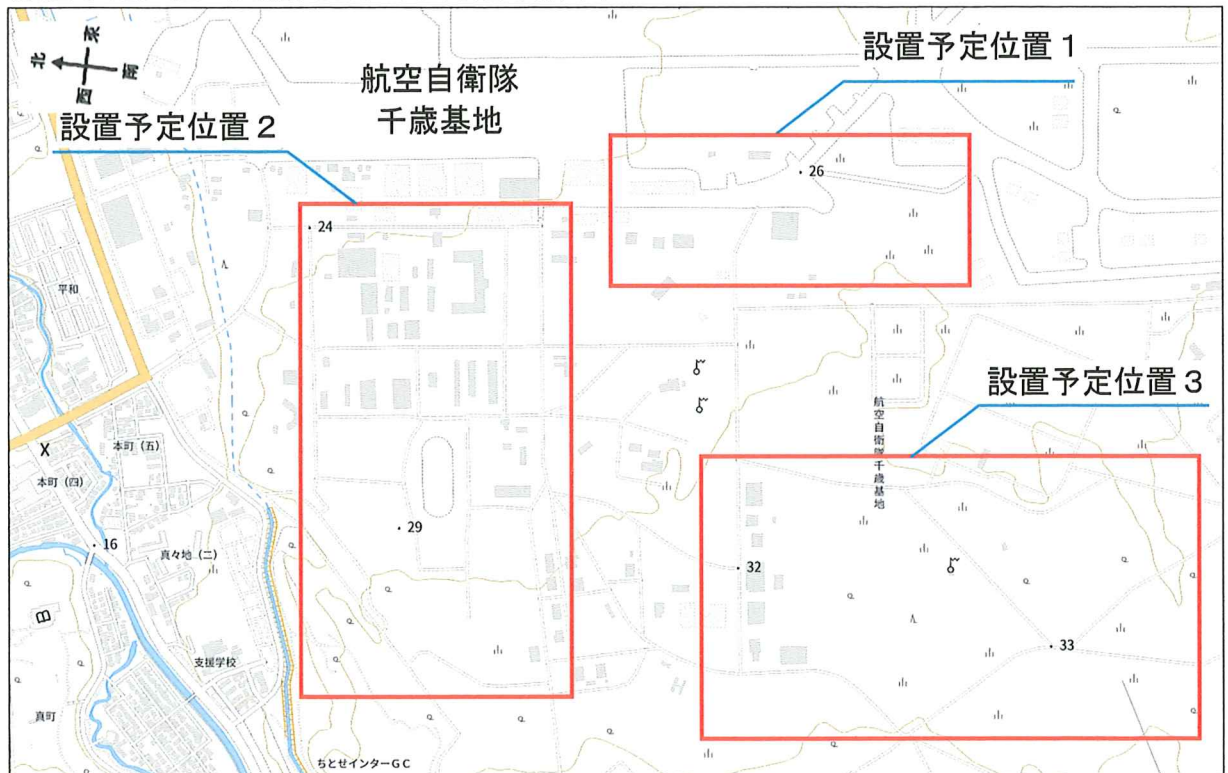 北
東
南
西
航空自衛隊
千歳基地
設置予定位置1
設置予定位置2
26
24
平和
設置予定位置3
航空自衛隊千歳基地
本町（五）
X
本町（四）
29
16
真々地（二）
32
33
支援学校
真町
ちとせインターGC